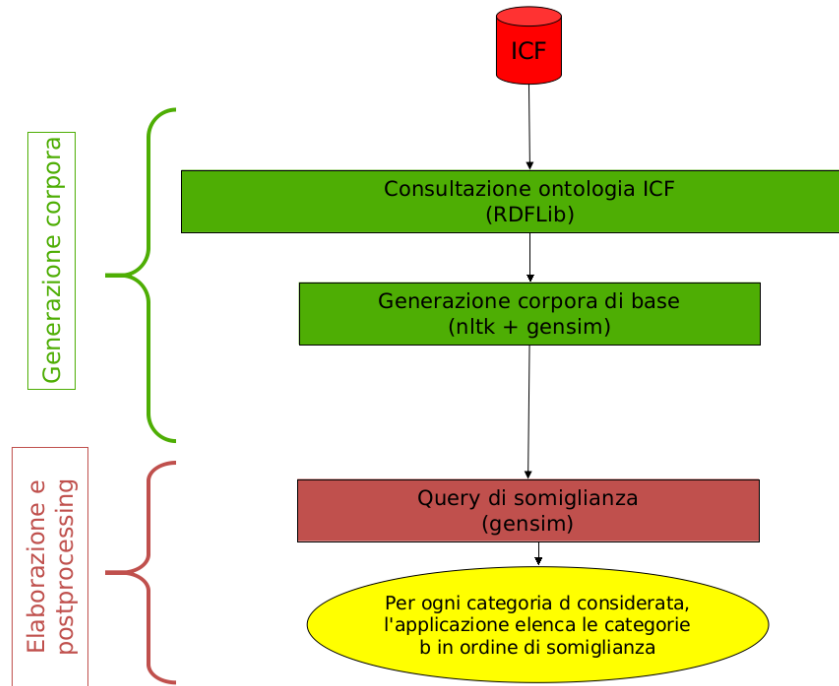 ICF
Generazione corpora
Consultazione ontologia ICF
(RDFLib)
Generazione corpora di base
(nltk + gensim)
Elaborazione e
postprocessing
Query di somiglianza
(gensim)
Per ogni categoria d considerata,
l'applicazione elenca le categorie
b in ordine di somiglianza